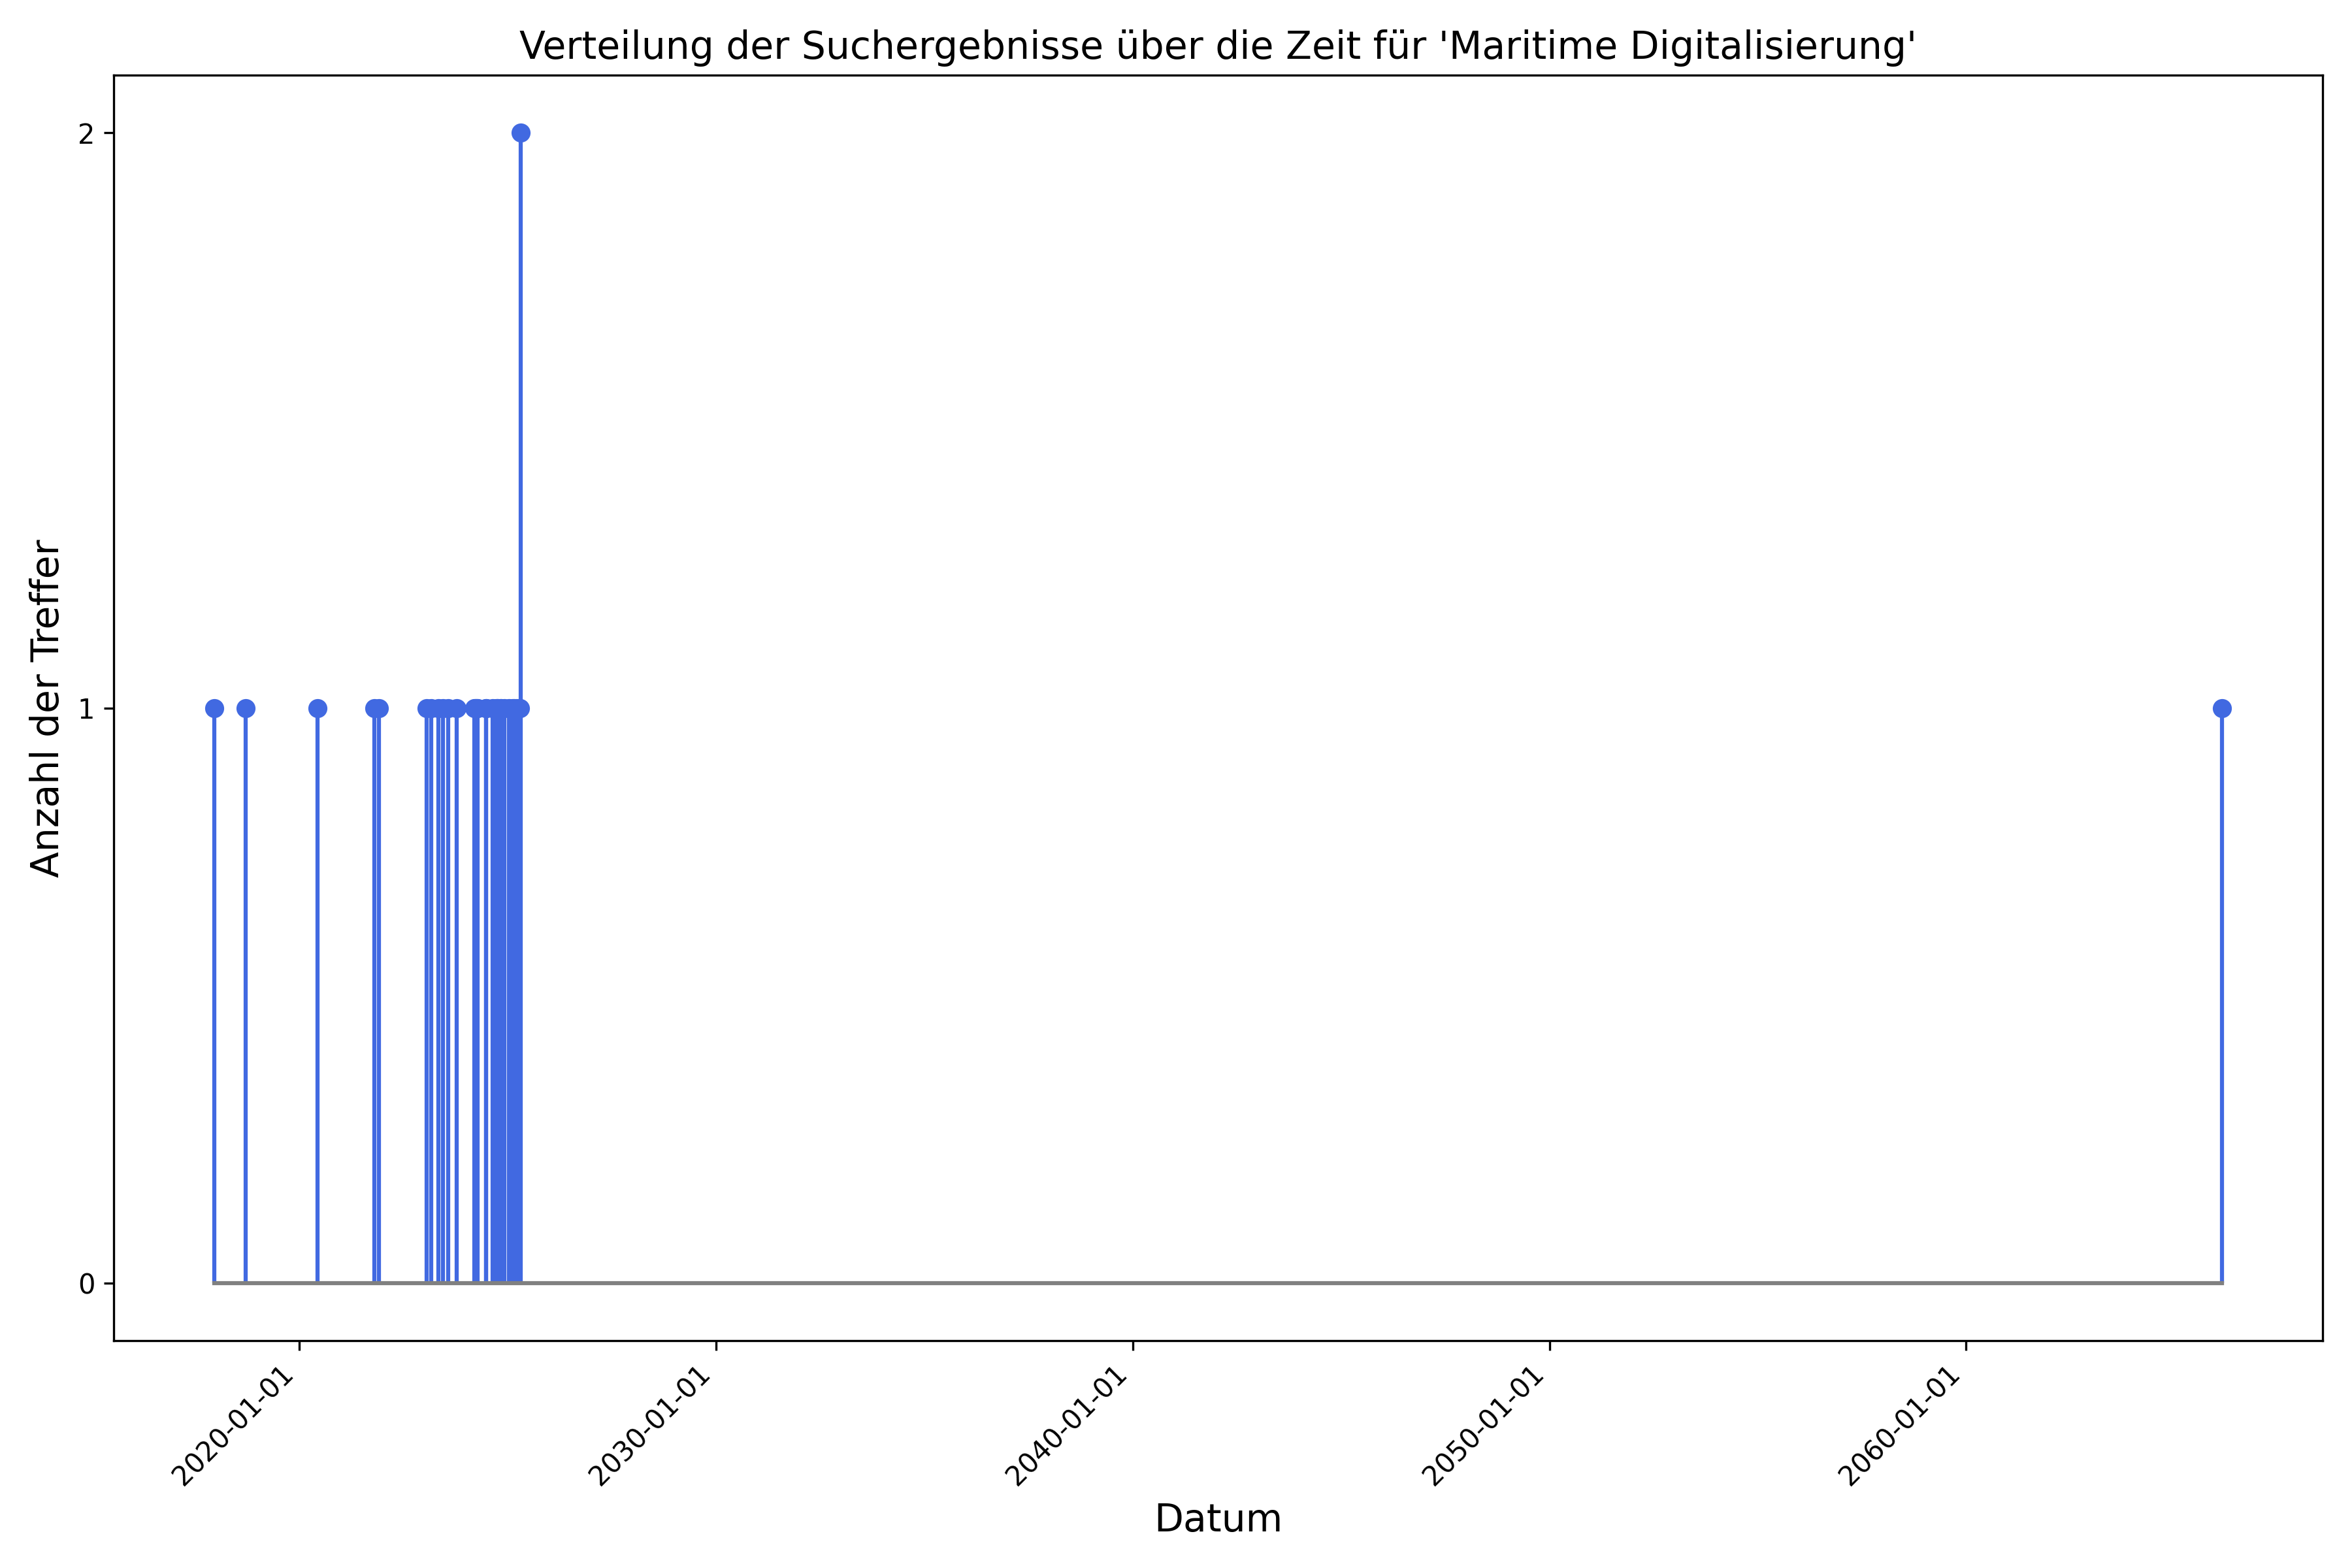 Verteilung der Suchergebnisse über die Zeit für 'Maritime Digitalisierung'
Anzahl der Treffer
2
1
0
2020-01-01
2030-01-01
2040-01-01
2050-01-01
2060-01-01
Datum